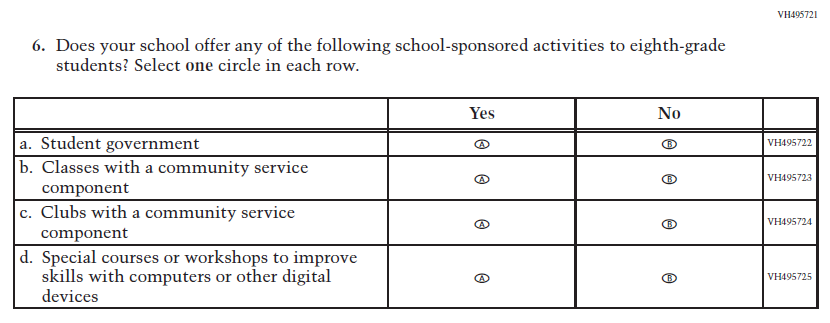 VH495721
6. Does your school offer any of the following school-sponsored activities to eighth-grade
students? Select one circle in each row.
Yes No
a. Student government A B VH495722
b. Classes with a community service
component A B VH495723
c. Clubs with a community service
component A B VH495724
d. Special courses or workshops to improve
skills with computers or other digital
devices A B VH495725